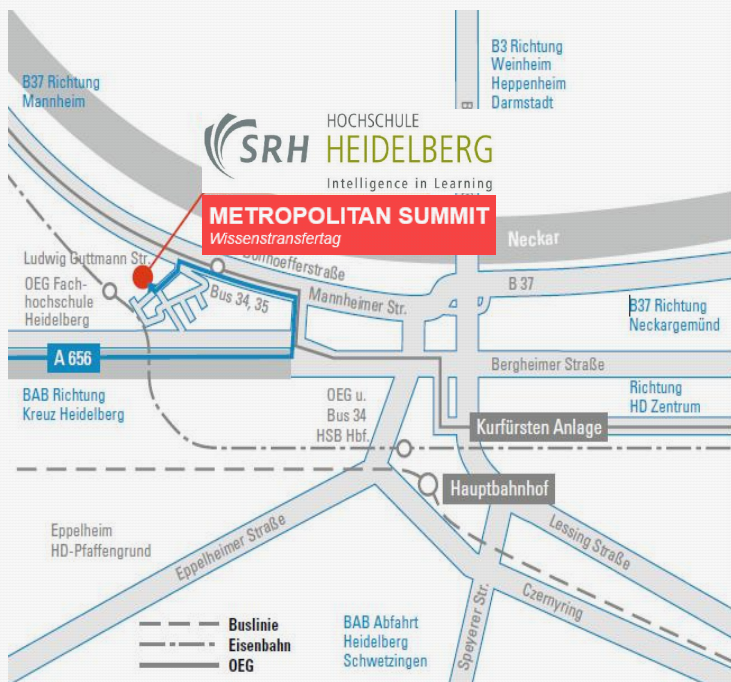 B37 Richtung
Mannheim
B3 Richtung
Weinheim
Heppenheim
Darmstadt
B
HOCHSCHULE
SRH HEIDELBERG
Intelligence in Learning
METROPOLITAN SUMMIT
Wissenstransfertag
Neckar
Ludwig Guttmann Str.
OEG Fach-
hochschule
Heidelberg
Bus 34, 35
Mannheimer Str.
B 37
B37 Richtung
Neckargemünd
A 656
Bergheimer Straße
BAB Richtung
Kreuz Heidelberg
OEG u.
Bus 34
HSB Hbf.
Richtung
HD Zentrum
Kurfürsten Anlage
Hauptbahnhof
Eppelheim
HD-Pfaffengrund
Eppelheimer Straße
Lessing Straße
Czernyring
Speyerer Str.
Buslinie
Eisenbahn
OEG
BAB Abfahrt
Heidelberg
Schwetzingen